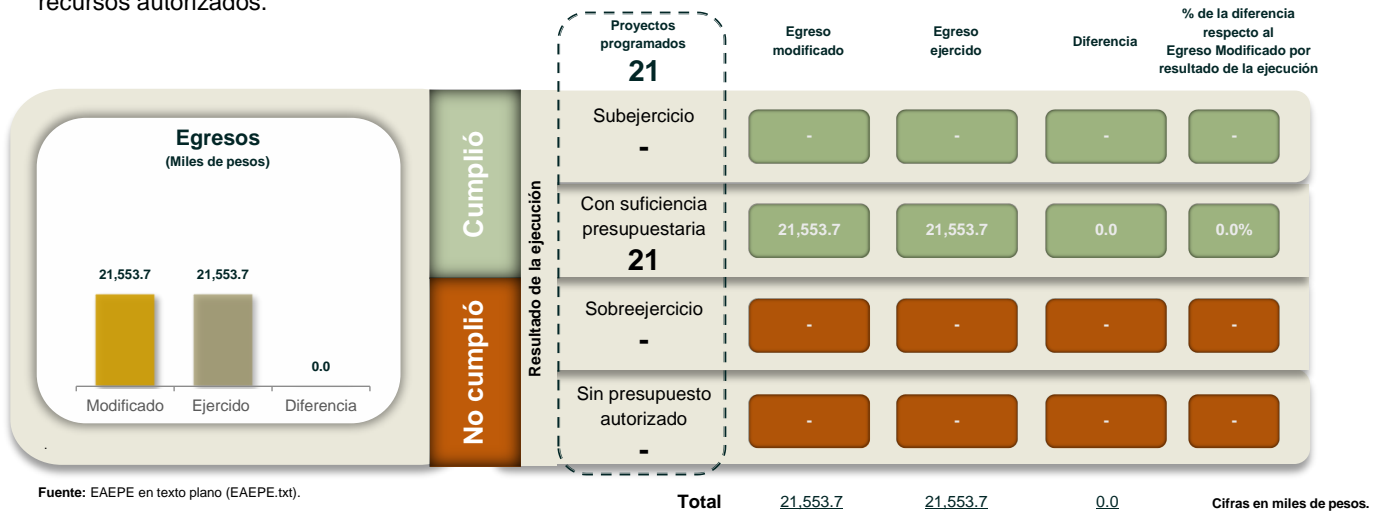 recursos autorizados.
Proyectos
programados
21
Egreso
modificado
Egreso
ejercido
Diferencia
% de la diferencia
respecto al
Egreso Modificado por
resultado de la ejecución
Egresos
(Miles de pesos)
21,553.7
21,553.7
0.0
Modificado
Ejercido
Diferencia
.
Cumplió
No cumplió
Resultado de la ejecución
Subejercicio
-
-
-
-
-
Con suficiencia
presupuestaria
21
21,553.7
21,553.7
0.0
0.0%
Sobreejercicio
-
-
-
-
-
Sin presupuesto
autorizado
-
-
-
-
-
Fuente: EAEPE en texto plano (EAEPE.txt).
Total
21,553.7
21,553.7
0.0
Cifras en miles de pesos.